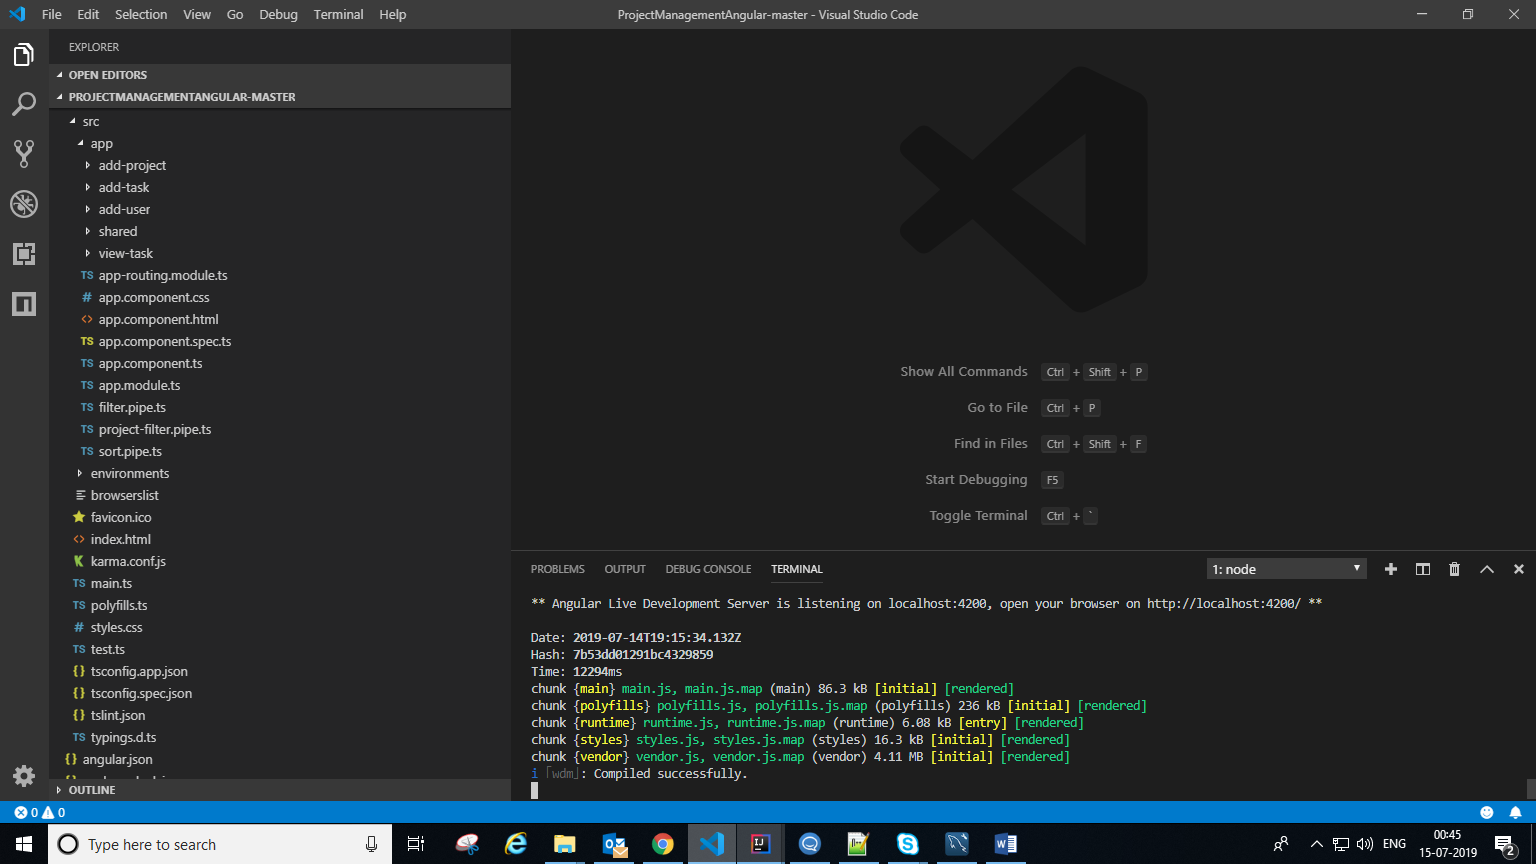 File Edit Selection View Go Debug Terminal Help
ProjectManagementAngular-master - Visual Studio Code
EXPLORER
OPEN EDITORS
PROJECTMANAGEMENTANGULAR-MASTER
src
app
add-project
add-task
add-user
shared
view-task
TS app-routing.module.ts
# app.component.css
<> app.component.html
TS app.component.spec.ts
TS app.component.ts
TS app.module.ts
TS filter.pipe.ts
TS project-filter.pipe.ts
TS sort.pipe.ts
environments
browserslist
favicon.ico
<> index.html
karma.conf.js
TS main.ts
TS polyfills.ts
# styles.css
TS test.ts
{} tsconfig.app.json
{} tsconfig.spec.json
{} tslint.json
TS typings.d.ts
{} angular.json
OUTLINE
Show All Commands Ctrl + Shift + P
Go to File Ctrl + P
Find in Files Ctrl + Shift + F
Start Debugging F5
Toggle Terminal Ctrl + `
PROBLEMS OUTPUT DEBUG CONSOLE TERMINAL
1: node
** Angular Live Development Server is listening on localhost:4200, open your browser on http://localhost:4200/ **
Date: 2019-07-14T19:15:34.132Z
Hash: 7b53dd01291bc4329859
Time: 12294ms
chunk {main} main.js, main.js.map (main) 86.3 kB [initial] [rendered]
chunk {polyfills} polyfills.js, polyfills.js.map (polyfills) 236 kB [initial] [rendered]
chunk {runtime} runtime.js, runtime.js.map (runtime) 6.08 kB [entry] [rendered]
chunk {styles} styles.js, styles.js.map (styles) 16.3 kB [initial] [rendered]
chunk {vendor} vendor.js, vendor.js.map (vendor) 4.11 MB [initial] [rendered]
i ｢wdm｣: Compiled successfully.
0 0
Type here to search
ENG
00:45
15-07-2019
2